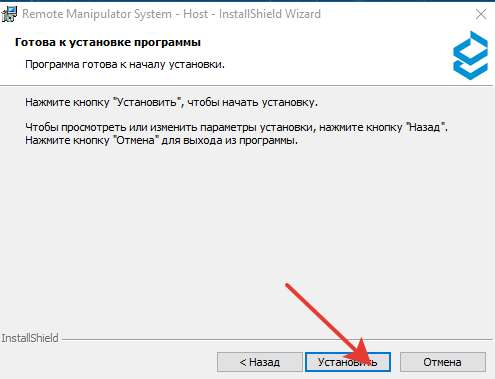 Remote Manipulator System - Host - InstallShield Wizard
Готова к установке программы
Программа готова к началу установки.
Нажмите кнопку "Установить", чтобы начать установку.
Чтобы просмотреть или изменить параметры установки, нажмите кнопку "Назад".
Нажмите кнопку "Отмена" для выхода из программы.
InstallShield
< Назад
Установить
Отмена